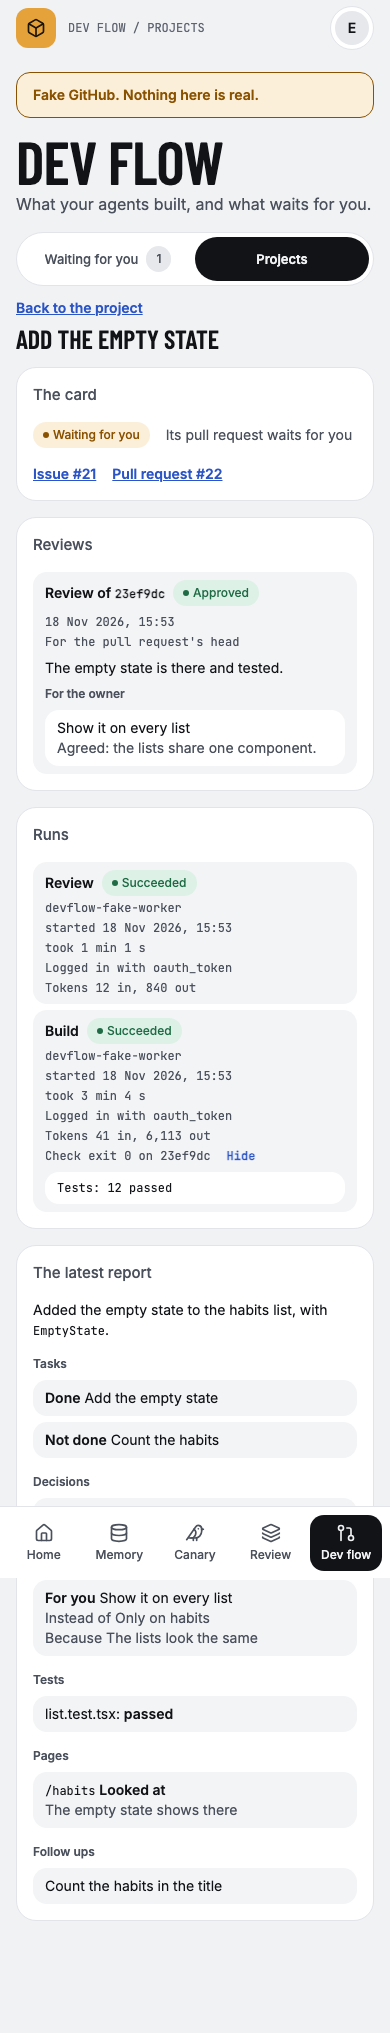 DEV FLOW / PROJECTS
E
Fake GitHub. Nothing here is real.
DEV FLOW
What your agents built, and what waits for you.
Waiting for you 1
Projects
Back to the project
ADD THE EMPTY STATE
The card
Waiting for you Its pull request waits for you
Issue #21 Pull request #22
Reviews
Review of 23ef9dc Approved
18 Nov 2026, 15:53
For the pull request's head
The empty state is there and tested.
For the owner
Show it on every list
Agreed: the lists share one component.
Runs
Review Succeeded
devflow-fake-worker
started 18 Nov 2026, 15:53
took 1 min 1 s
Logged in with oauth_token
Tokens 12 in, 840 out
Build Succeeded
devflow-fake-worker
started 18 Nov 2026, 15:53
took 3 min 4 s
Logged in with oauth_token
Tokens 41 in, 6,113 out
Check exit 0 on 23ef9dc Hide
Tests: 12 passed
The latest report
Added the empty state to the habits list, with
EmptyState.
Tasks
Done Add the empty state
Not done Count the habits
Decisions
Home
Memory
Canary
Review
Dev flow
For you Show it on every list
Instead of Only on habits
Because The lists look the same
Tests
list.test.tsx: passed
Pages
/habits Looked at
The empty state shows there
Follow ups
Count the habits in the title